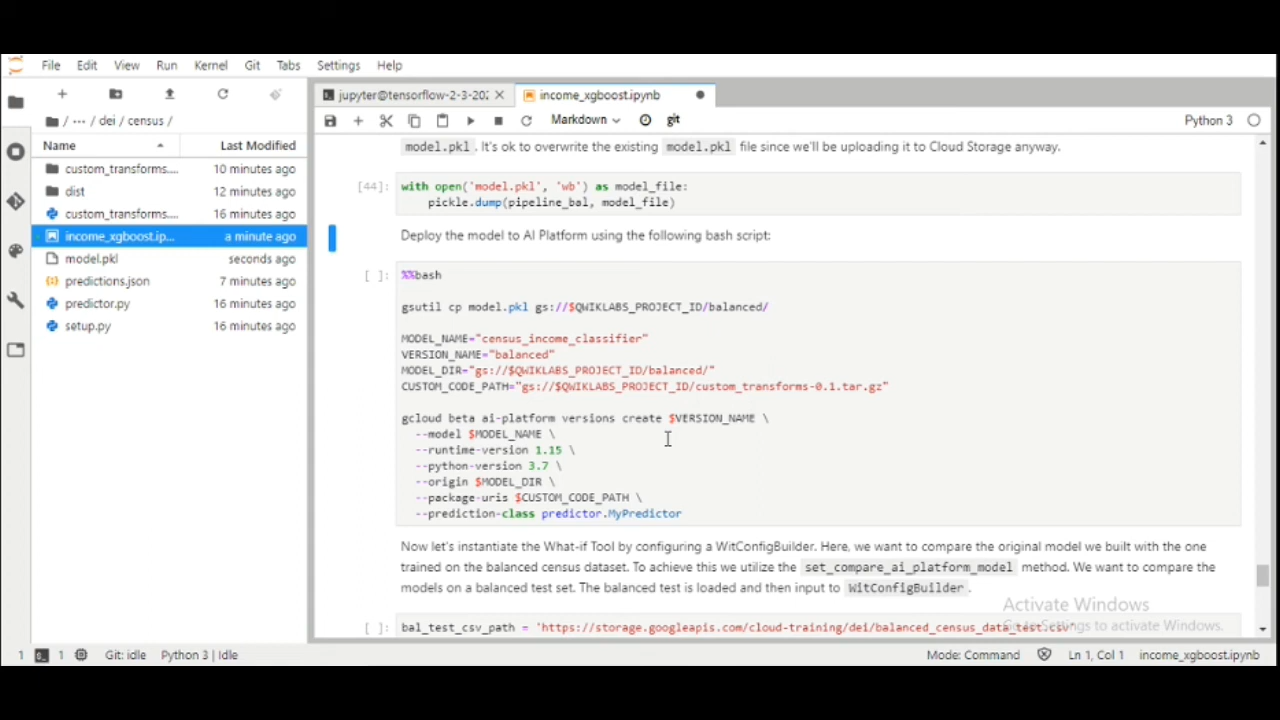 File Edit View Run Kernel Git Tabs Settings Help
jupyter@tensorflow-2-3-202
income_xgboost.ipynb
/ ··· / dei / census /
Markdown
git
Python 3
Name Last Modified
custom_transforms.... 10 minutes ago
dist 12 minutes ago
custom_transforms.... 16 minutes ago
income_xgboost.ip... a minute ago
model.pkl seconds ago
predictions.json 7 minutes ago
predictor.py 16 minutes ago
setup.py 16 minutes ago
model.pkl . It's ok to overwrite the existing model.pkl file since we'll be uploading it to Cloud Storage anyway.
[44]: with open('model.pkl', 'wb') as model_file:
pickle.dump(pipeline_bal, model_file)
Deploy the model to AI Platform using the following bash script:
[ ]: %%bash
gsutil cp model.pkl gs://$QWIKLABS_PROJECT_ID/balanced/
MODEL_NAME="census_income_classifier"
VERSION_NAME="balanced"
MODEL_DIR="gs://$QWIKLABS_PROJECT_ID/balanced/"
CUSTOM_CODE_PATH="gs://$QWIKLABS_PROJECT_ID/custom_transforms-0.1.tar.gz"
gcloud beta ai-platform versions create $VERSION_NAME \
--model $MODEL_NAME \
--runtime-version 1.15 \
--python-version 3.7 \
--origin $MODEL_DIR \
--package-uris $CUSTOM_CODE_PATH \
--prediction-class predictor.MyPredictor
Now let's instantiate the What-if Tool by configuring a WitConfigBuilder. Here, we want to compare the original model we built with the one
trained on the balanced census dataset. To achieve this we utilize the set_compare_ai_platform_model method. We want to compare the
models on a balanced test set. The balanced test is loaded and then input to WitConfigBuilder .
Activate Windows
[ ]: bal_test_csv_path = 'https://storage.googleapis.com/cloud-training/dei/balanced_census_data_test.csv'
Go to Settings to activate Windows.
1 1 Git: idle Python 3 | Idle Mode: Command Ln 1, Col 1 income_xgboost.ipynb